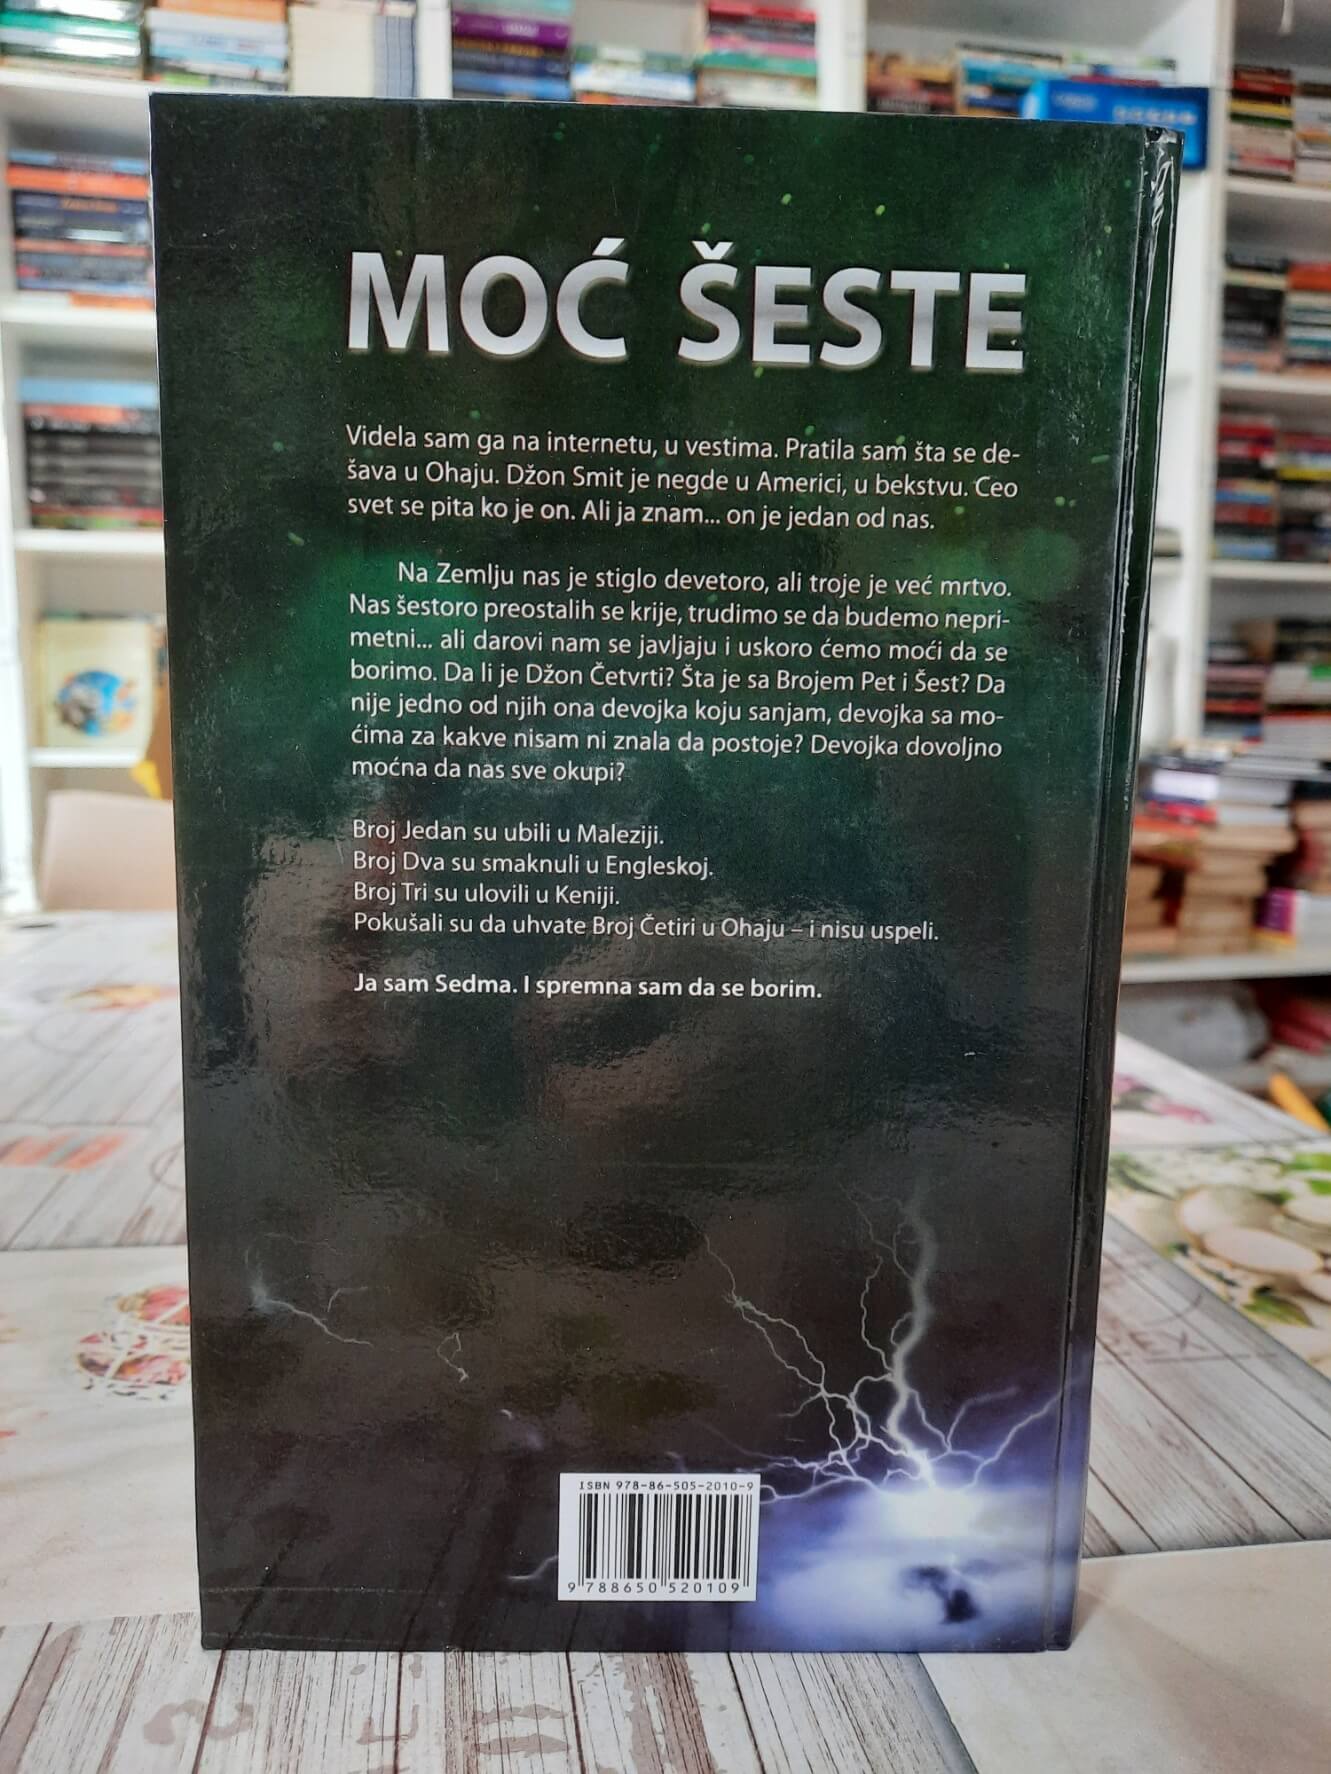 MOĆ ŠESTE
Videla sam ga na internetu, u vestima. Pratila sam šta se de-
šava u Ohaju. Džon Smit je negde u Americi, u bekstvu. Ceo
svet se pita ko je on. Ali ja znam... on je jedan od nas.
Na Zemlju nas je stiglo devetoro, ali troje je već mrtvo.
Nas šestoro preostalih se krije, trudimo se da budemo nepri-
metni... ali darovi nam se javljaju i uskoro ćemo moći da se
borimo. Da li je Džon Četvrti? Šta je sa Brojem Pet i Šest? Da
nije jedno od njih ona devojka koju sanjam, devojka sa mo-
ćima za kakve nisam ni znala da postoje? Devojka dovoljno
moćna da nas sve okupi?
Broj Jedan su ubili u Maleziji.
Broj Dva su smaknuli u Engleskoj.
Broj Tri su ulovili u Keniji.
Pokušali su da uhvate Broj Četiri u Ohaju – i nisu uspeli.
Ja sam Sedma. I spremna sam da se borim.
ISBN 978-86-505-2010-9
9 788650 520109